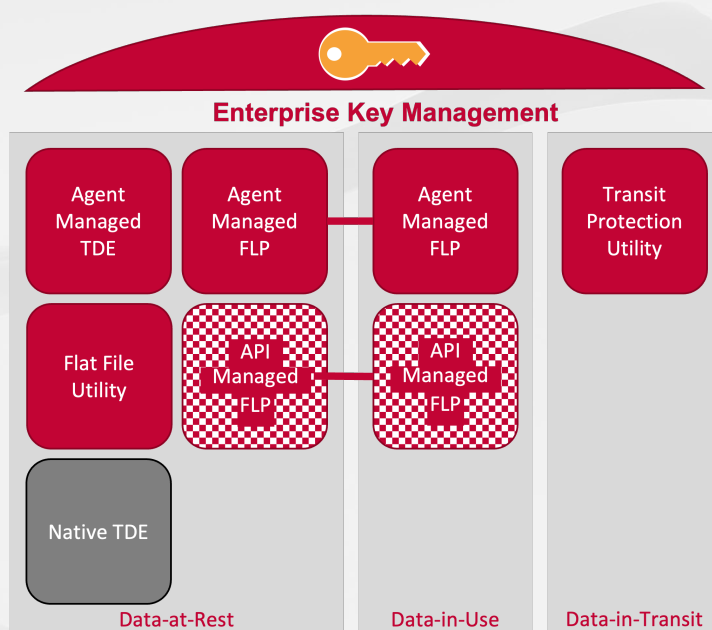 Enterprise Key Management
Agent
Managed
TDE
Agent
Managed
FLP
Agent
Managed
FLP
Transit
Protection
Utility
Flat File
Utility
API
Managed
FLP
API
Managed
FLP
Native TDE
Data-at-Rest
Data-in-Use
Data-in-Transit